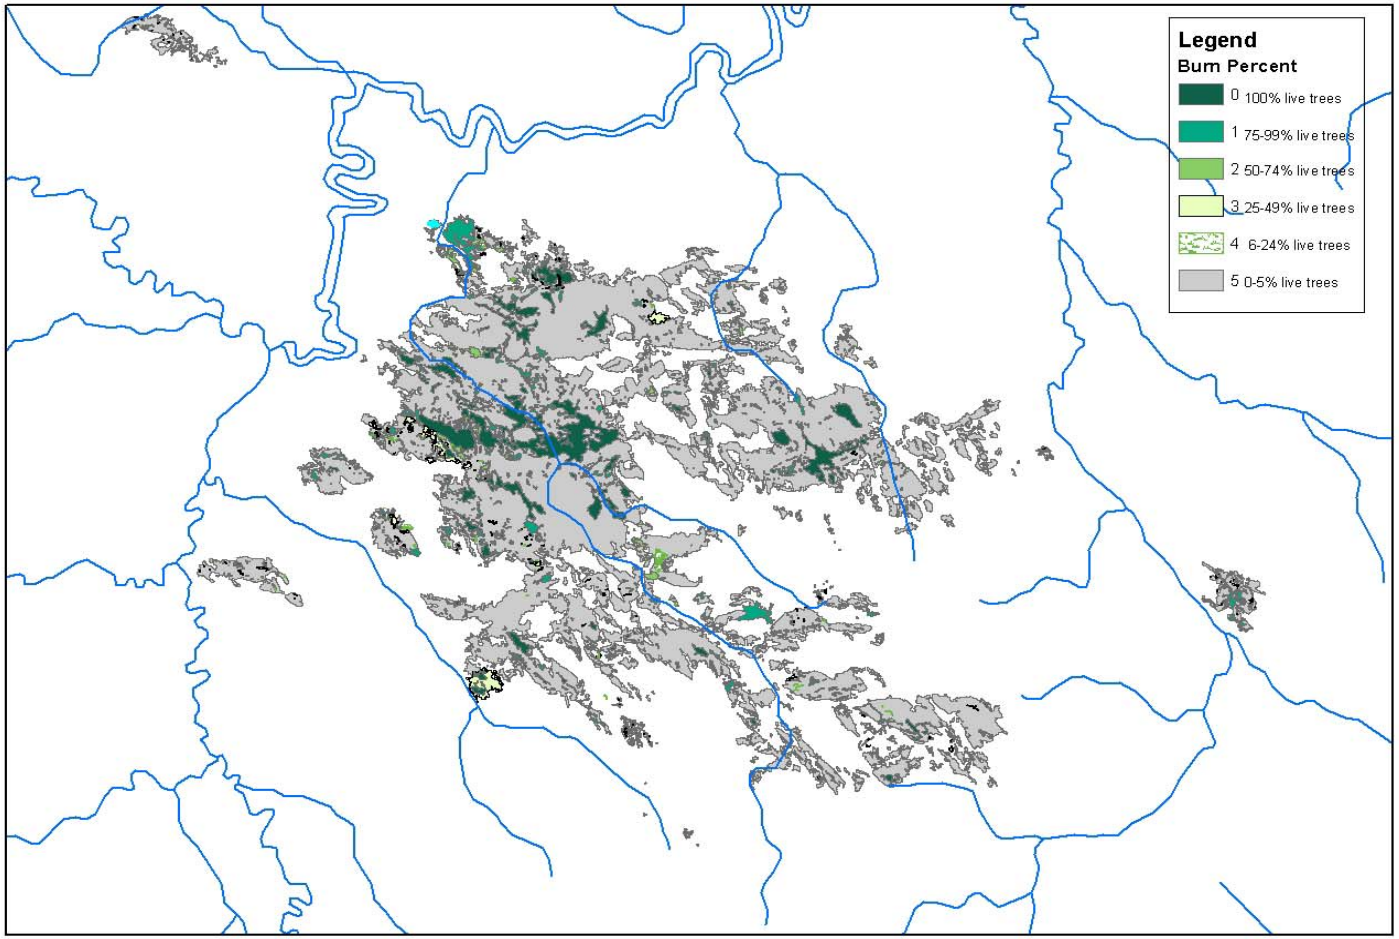 Legend
Burn Percent
0 100% live trees
1 75-99% live trees
2 50-74% live trees
3 25-49% live trees
4 6-24% live trees
5 0-5% live trees